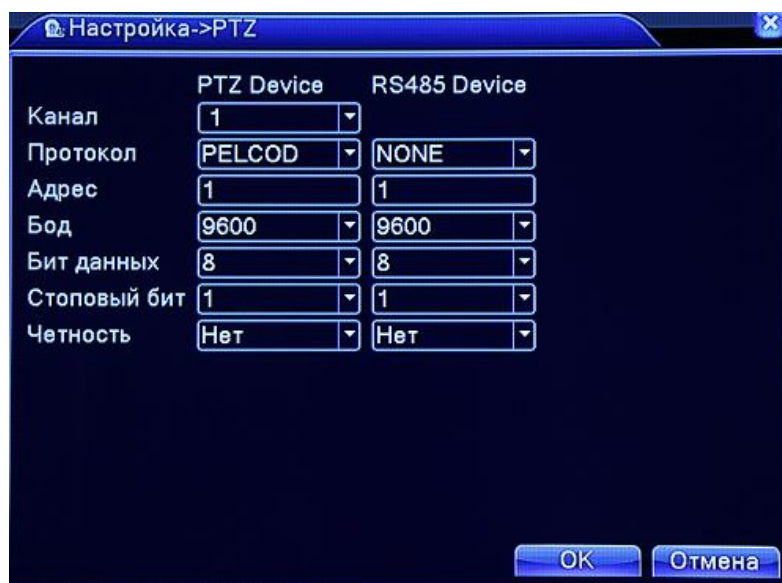 Настройка->PTZ
PTZ Device RS485 Device
Канал 1
Протокол PELCOD NONE
Адрес 1 1
Бод 9600 9600
Бит данных 8 8
Стоповый бит 1 1
Четность Нет Нет
OK Отмена